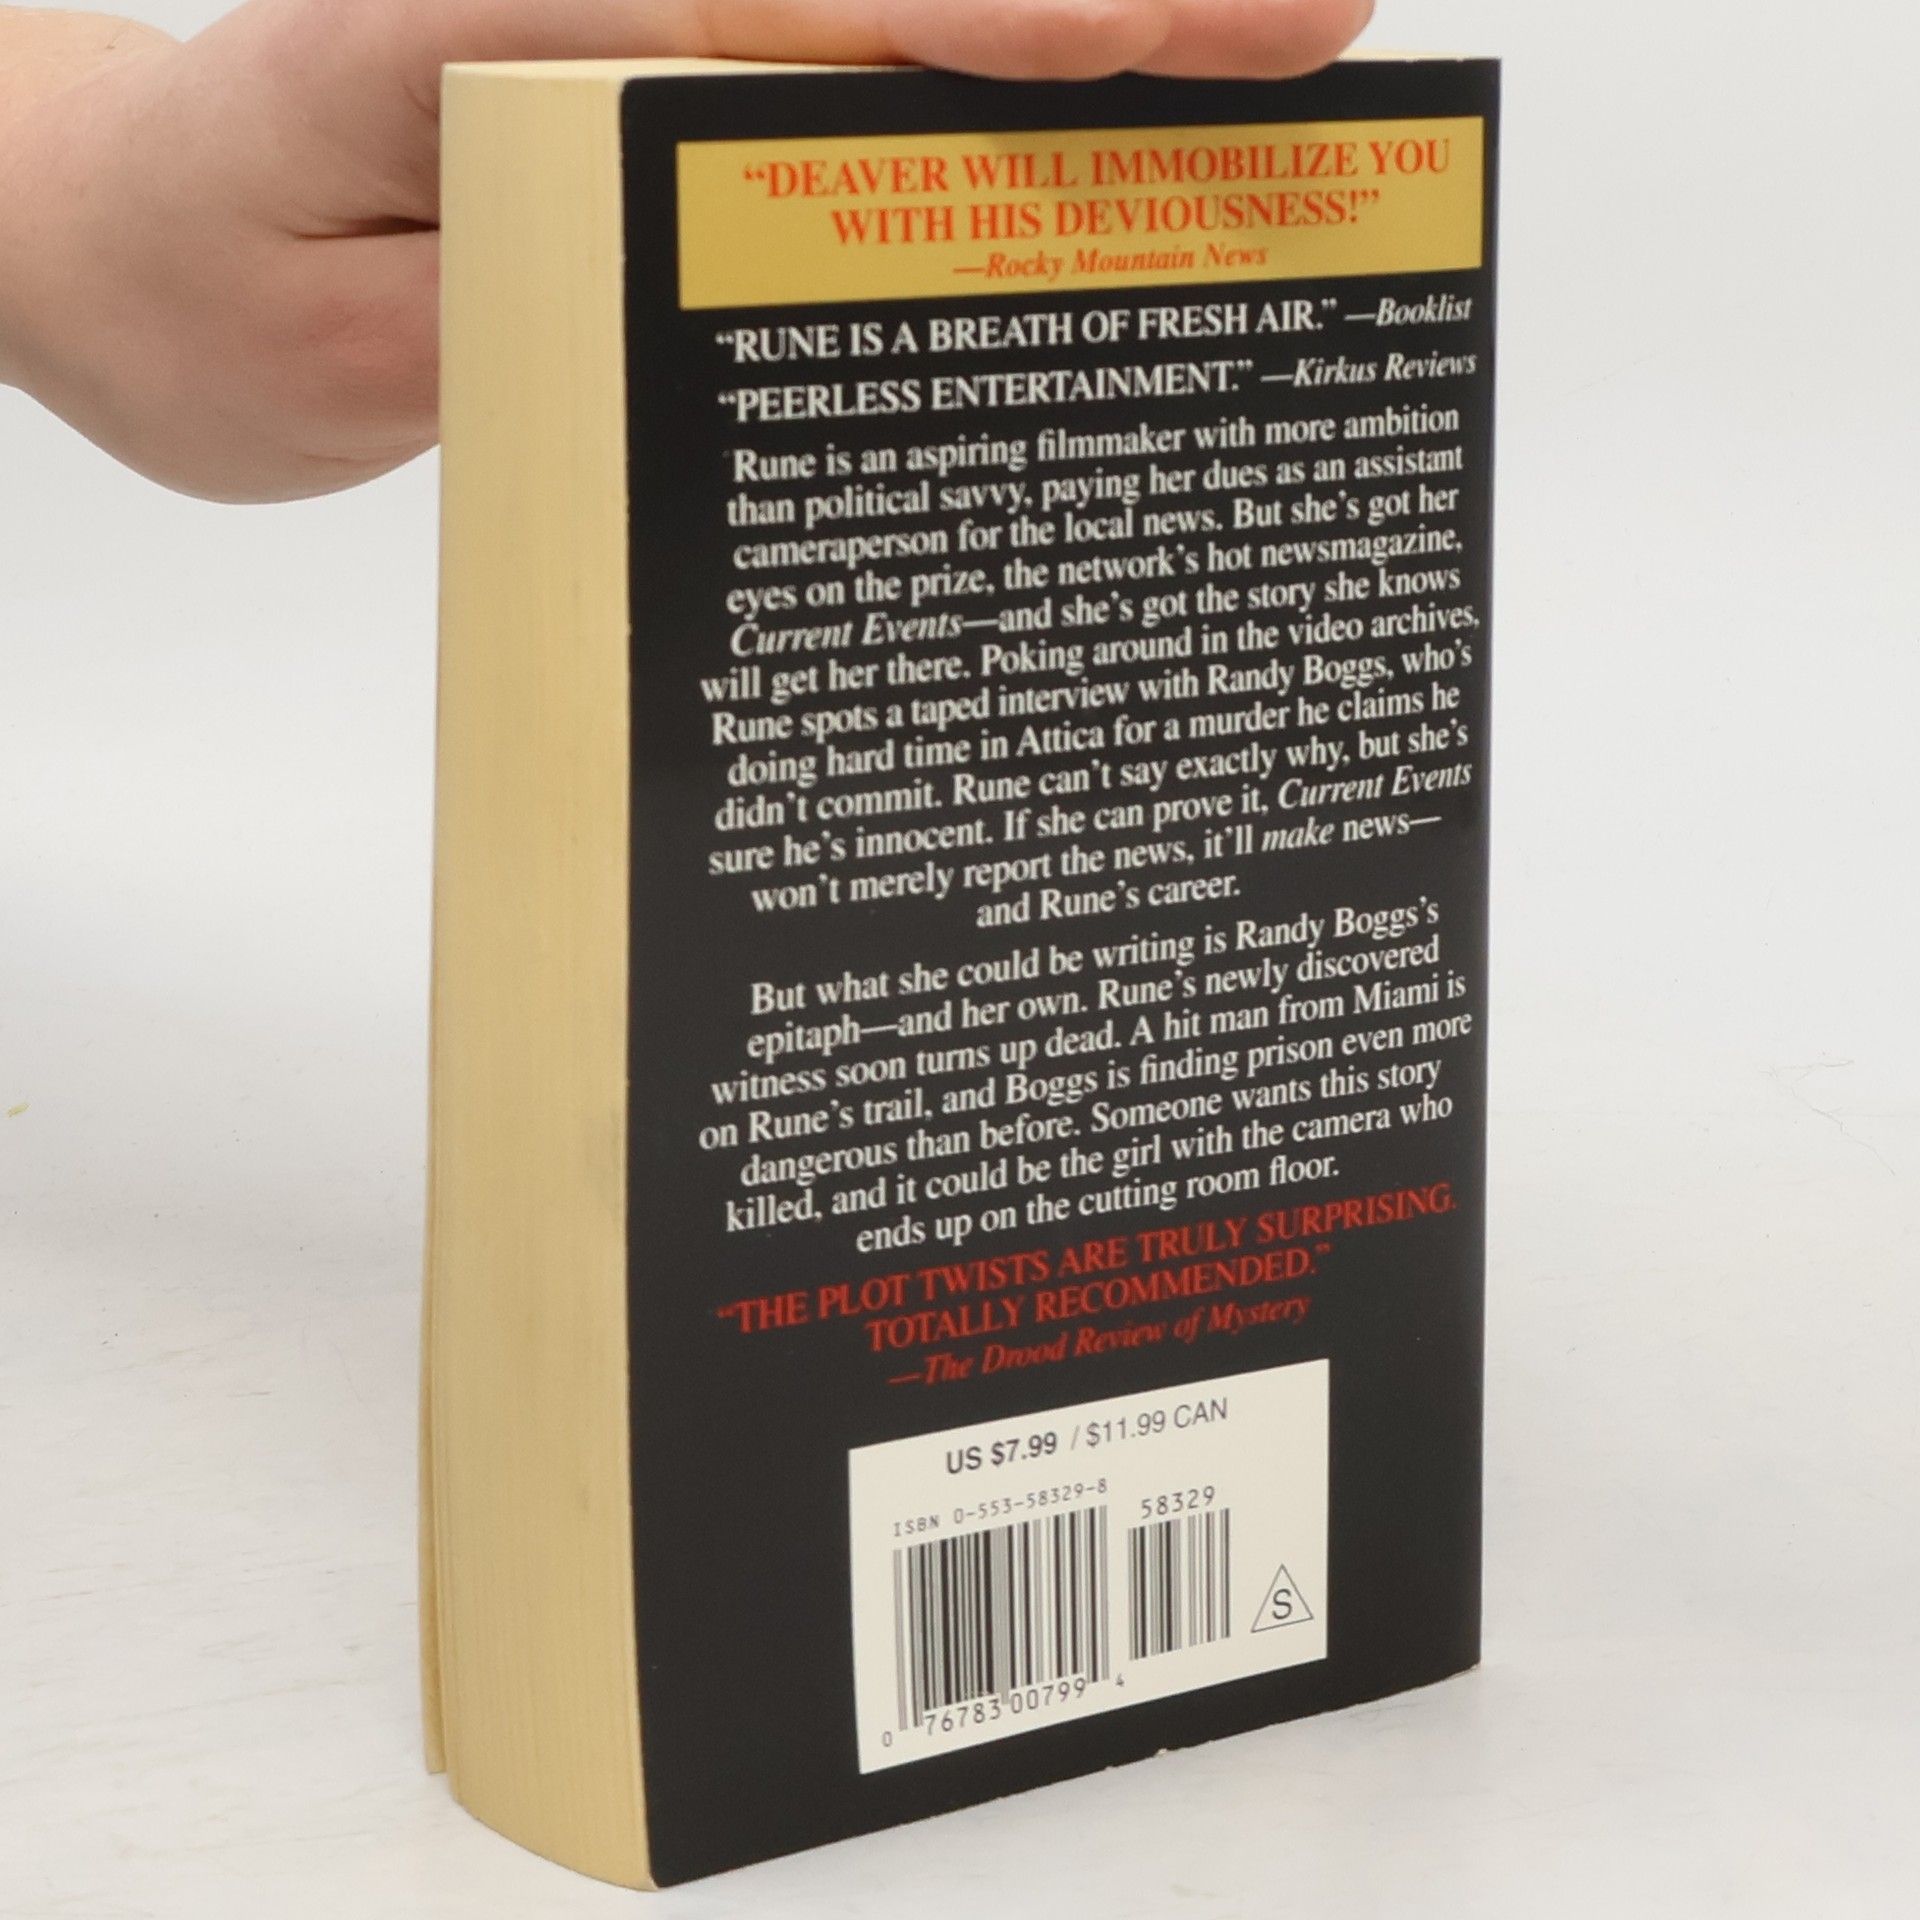 “DEAVER WILL IMMOBILIZE YOU
WITH HIS DEVIOUSNESS!”
—Rocky Mountain News
“RUNE IS A BREATH OF FRESH AIR.” —Booklist
“PEERLESS ENTERTAINMENT.” —Kirkus Reviews
Rune is an aspiring filmmaker with more ambition
than political savvy, paying her dues as an assistant
cameraperson for the local news. But she’s got her
eyes on the prize, the network’s hot newsmagazine,
Current Events—and she’s got the story she knows
will get her there. Poking around in the video archives,
Rune spots a taped interview with Randy Boggs, who’s
doing hard time in Attica for a murder he claims he
didn’t commit. Rune can’t say exactly why, but she’s
sure he’s innocent. If she can prove it, Current Events
won’t merely report the news, it’ll make news—
and Rune’s career.
But what she could be writing is Randy Boggs’s
epitaph—and her own. Rune’s newly discovered
witness soon turns up dead. A hit man from Miami is
on Rune’s trail, and Boggs is finding prison even more
dangerous than before. Someone wants this story
killed, and it could be the girl with the camera who
ends up on the cutting room floor.
“THE PLOT TWISTS ARE TRULY SURPRISING.
TOTALLY RECOMMENDED.”
—The Drood Review of Mystery
US $7.99 / $11.99 CAN
ISBN 0-553-58329-8
58329
S
0 76783 00799 4